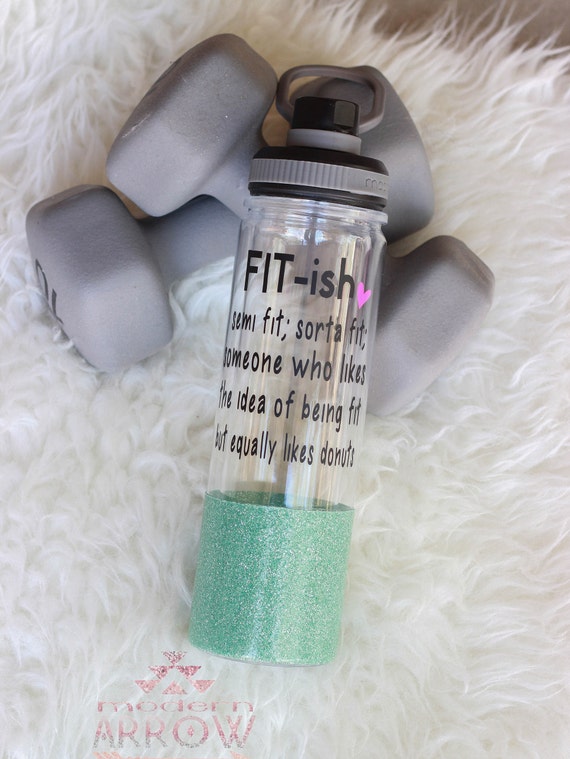 FIT-ish
semi fit; sorta fit;
someone who likes
the idea of being fit
but equally likes donuts
modern
ARROW